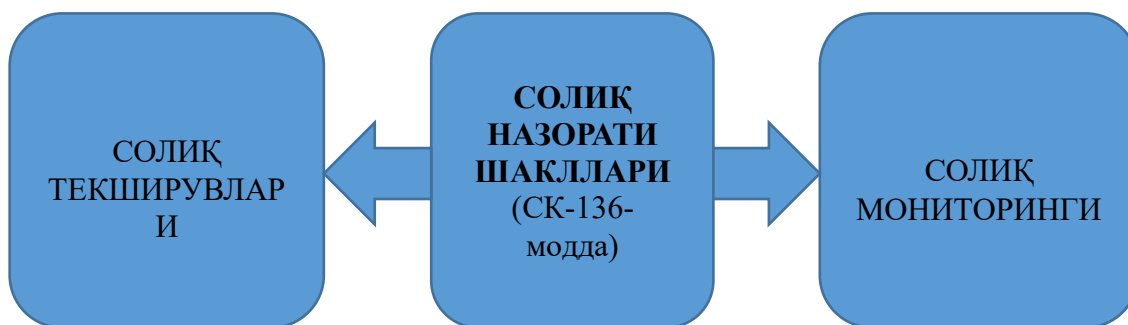 СОЛИҚ
ТЕКШИРУВЛАР
И
СОЛИҚ
НАЗОРАТИ
ШАКЛЛАРИ
(СК-136-
модда)
СОЛИҚ
МОНИТОРИНГИ